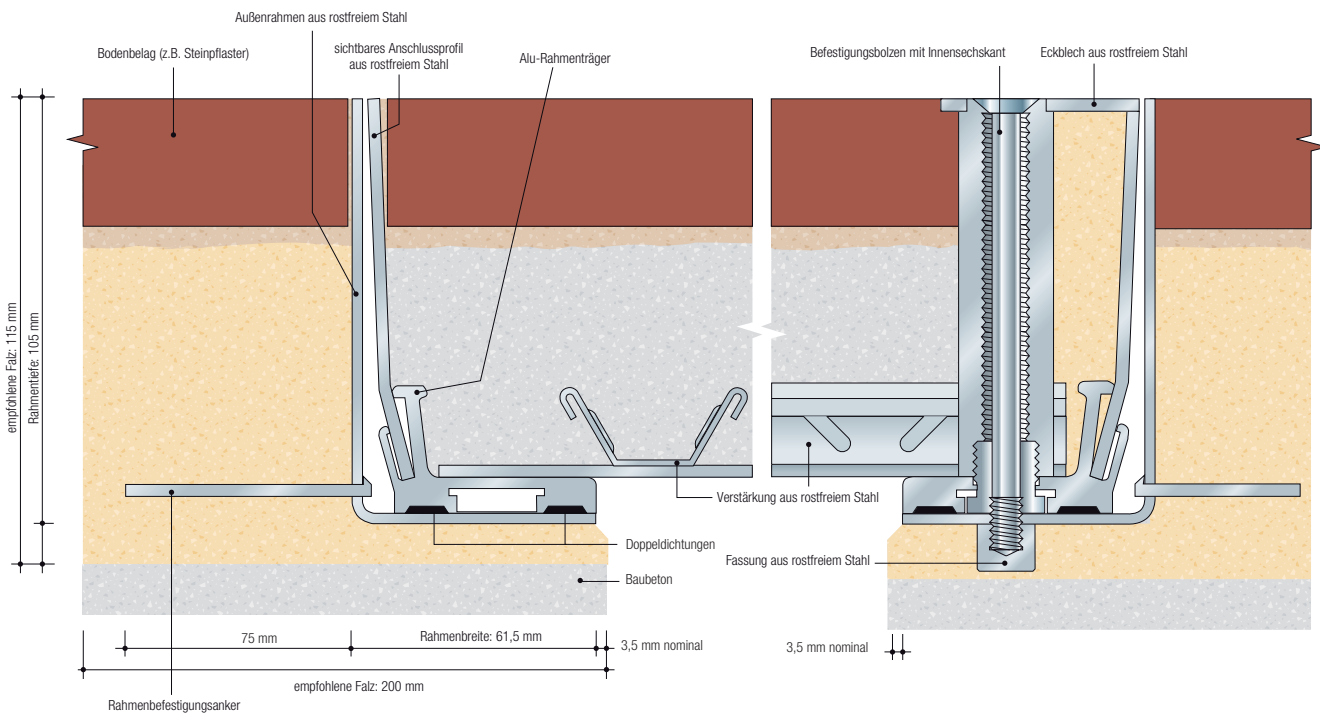 Außenrahmen aus rostfreiem Stahl
Bodenbelag (z.B. Steinpflaster)
sichtbares Anschlussprofil
aus rostfreiem Stahl
Alu-Rahmenträger
Befestigungsbolzen mit Innensechskant
Eckblech aus rostfreiem Stahl
empfohlene Falz: 115 mm
Rahmentiefe: 105 mm
Verstärkung aus rostfreiem Stahl
Doppeldichtungen
Fassung aus rostfreiem Stahl
Baubeton
75 mm
Rahmenbreite: 61,5 mm
3,5 mm nominal
3,5 mm nominal
empfohlene Falz: 200 mm
Rahmenbefestigungsanker